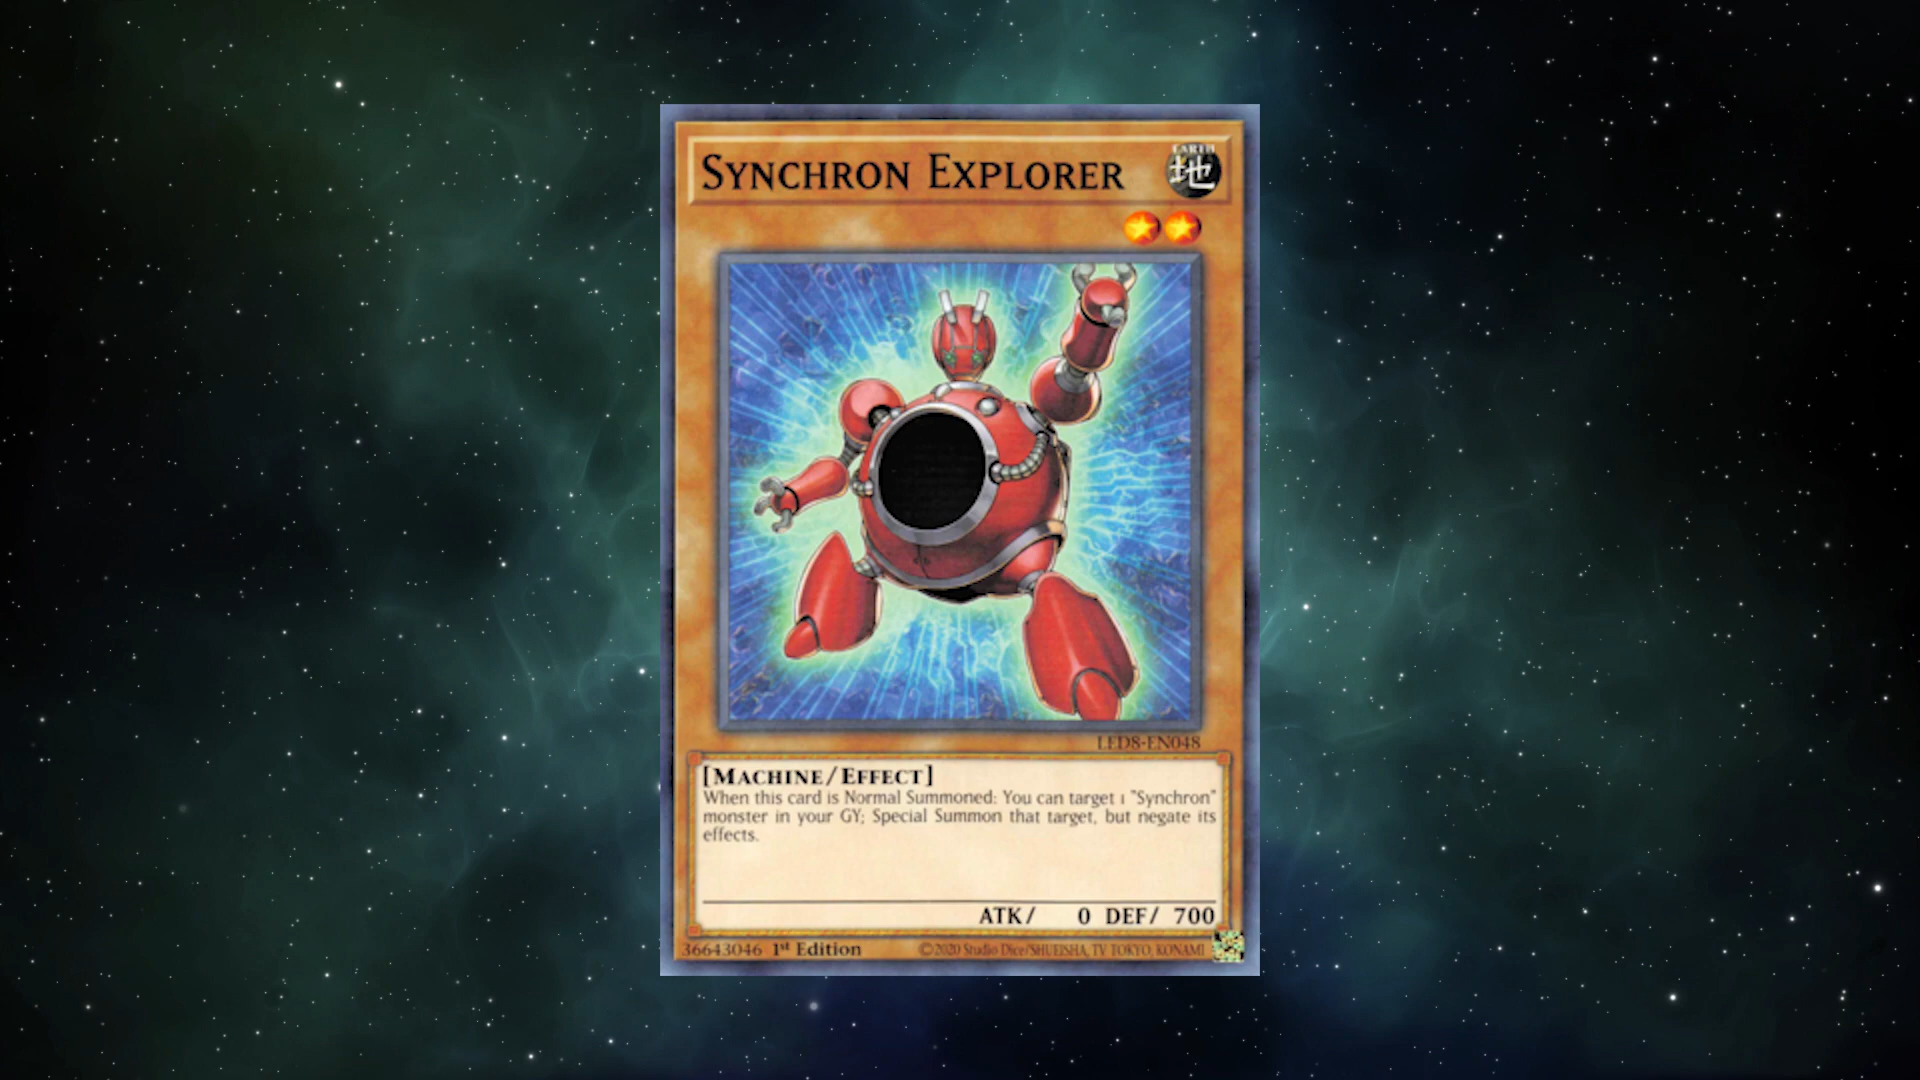 SYNCHRON EXPLORER
EARTH
地
LED8-EN048
[MACHINE/EFFECT]
When this card is Normal Summoned: You can target 1 "Synchron"
monster in your GY; Special Summon that target, but negate its
effects.
ATK/ 0 DEF/ 700
36643046 1st Edition ©2020 Studio Dice/SHUEISHA, TV TOKYO, KONAMI